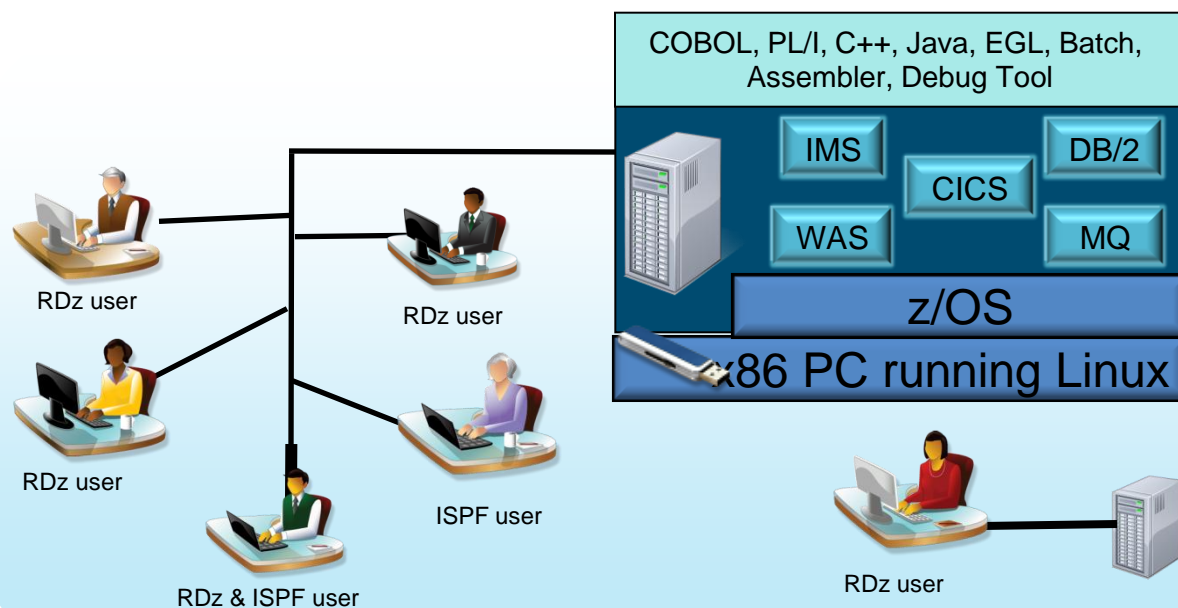 COBOL, PL/I, C++, Java, EGL, Batch,
Assembler, Debug Tool
IMS
DB/2
CICS
WAS
MQ
z/OS
x86 PC running Linux
RDz user
RDz user
RDz user
ISPF user
RDz & ISPF user
RDz user